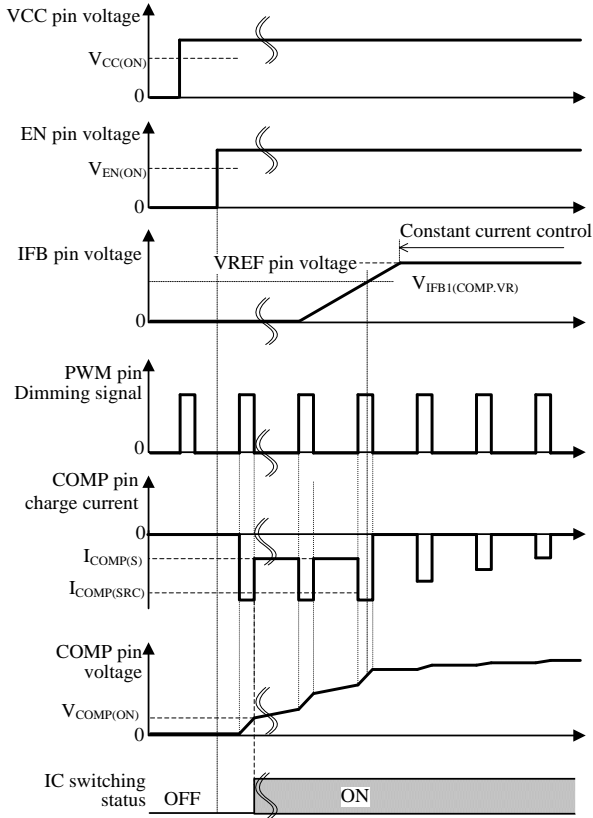 VCC pin voltage
VCC(ON)
0
EN pin voltage
VEN(ON)
0
Constant current control
IFB pin voltage
VREF pin voltage
VIFB1(COMP.VR)
0
PWM pin
Dimming signal
0
COMP pin
charge current
0
ICOMP(S)
ICOMP(SRC)
COMP pin
voltage
VCOMP(ON)
0
IC switching
status
OFF
ON